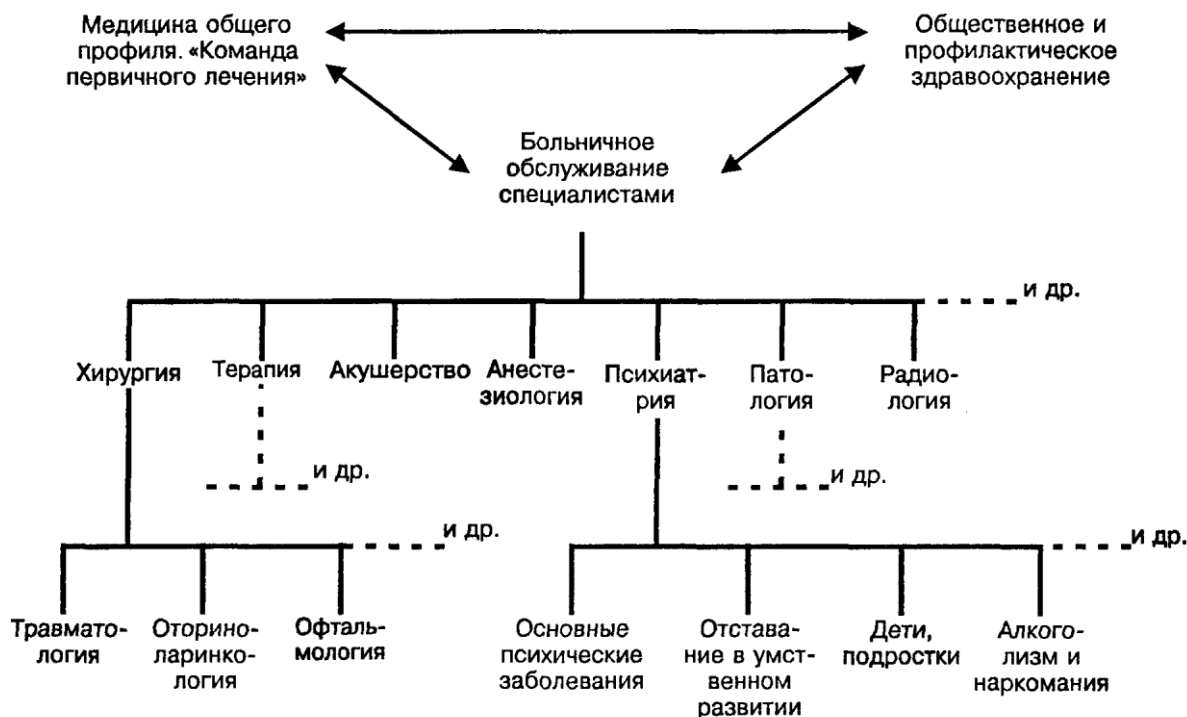 Медицина общего
профиля. «Команда
первичного лечения»
Общественное и
профилактическое
здравоохранение
Больничное
обслуживание
специалистами
и др.
Хирургия
Терапия
Акушерство
Анесте-
зиология
Психиат-
рия
Пато-
логия
Радио-
логия
и др.
и др.
и др.
и др.
Травмато-
логия
Оторино-
ларинко-
логия
Офталь-
мология
Основные
психические
заболевания
Отстава-
ние в умст-
венном
развитии
Дети,
подростки
Алкого-
лизм и
наркомания